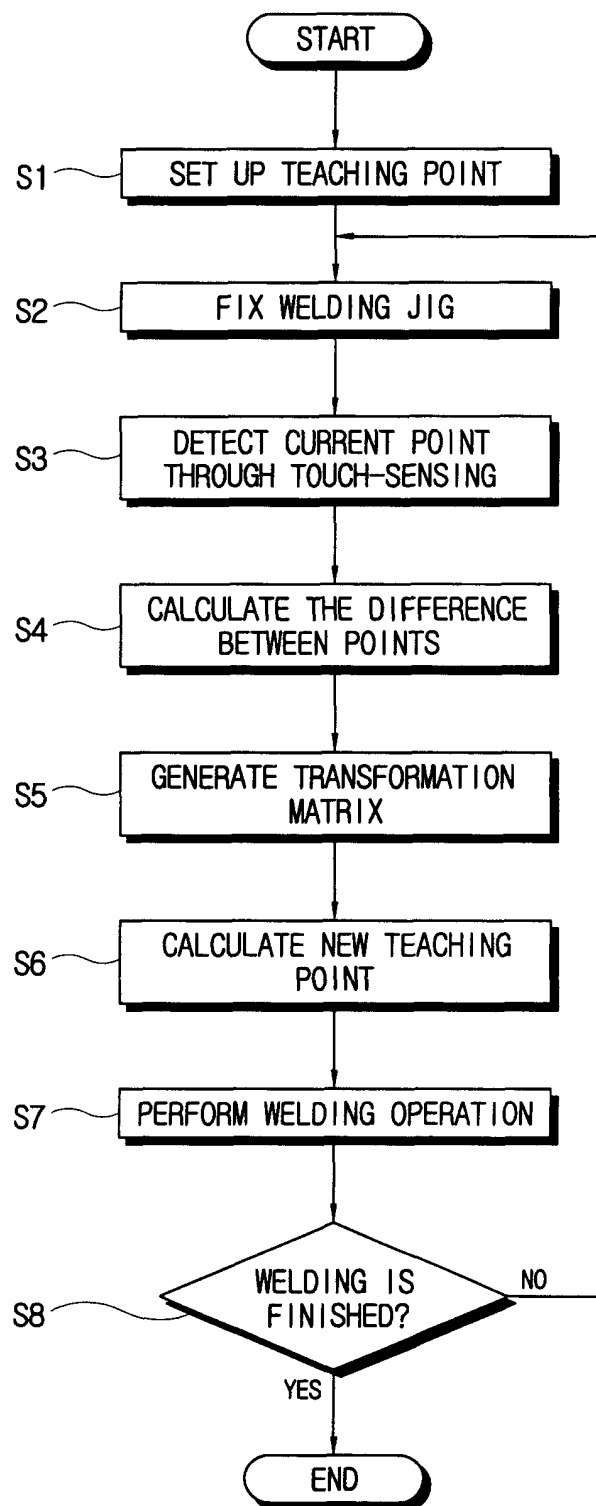 START
S1
SET UP TEACHING POINT
S2
FIX WELDING JIG
S3
DETECT CURRENT POINT
THROUGH TOUCH-SENSING
S4
CALCULATE THE DIFFERENCE
BETWEEN POINTS
S5
GENERATE TRANSFORMATION
MATRIX
S6
CALCULATE NEW TEACHING
POINT
S7
PERFORM WELDING OPERATION
S8
WELDING IS
FINISHED?
NO
YES
END